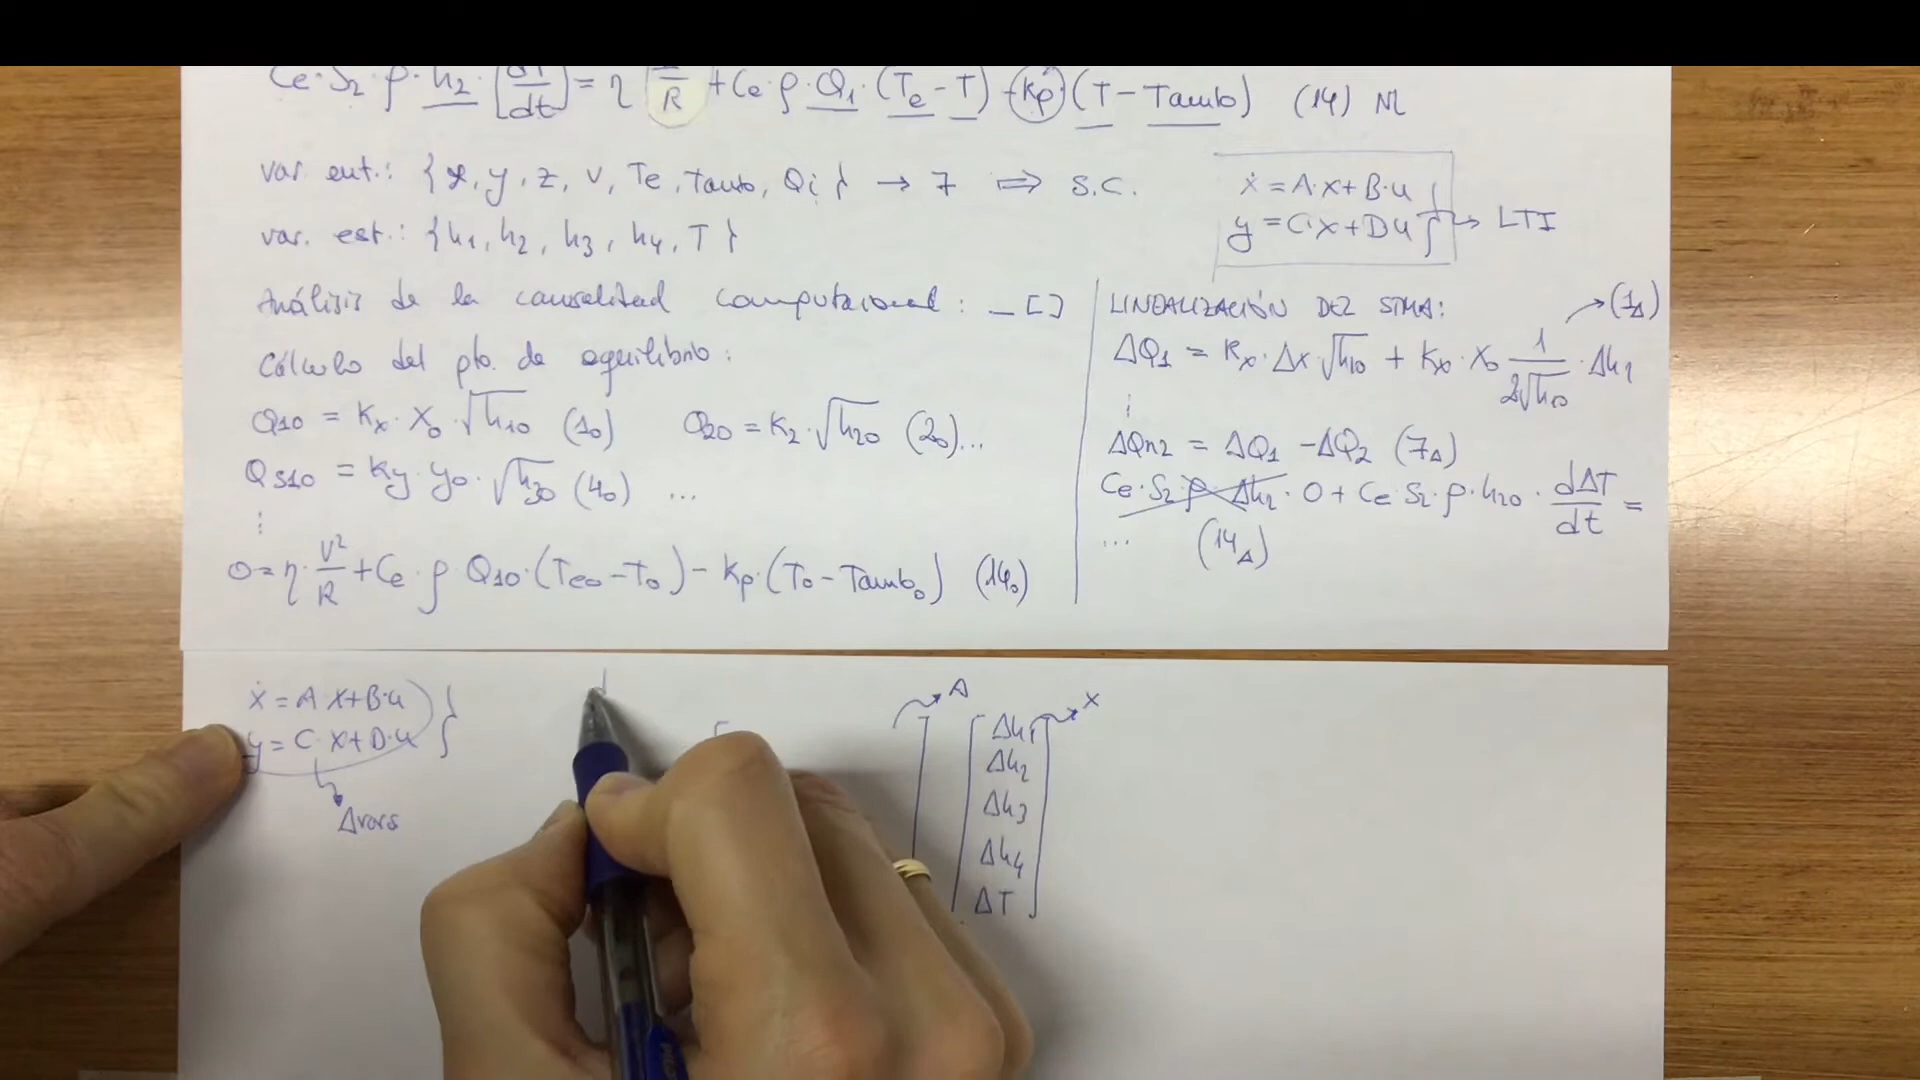 Ce·S₂·ρ·h₂·[dT/dt] = η V²/R + Ce·ρ·Q₁·(Te-T) - Kp·(T-Tamb) (14) NL
var. ent.: {x, y, z, v, Te, Tamb, Qi} → 7 ⇒ S.C.
var. est.: {h₁, h₂, h₃, h₄, T}
ẋ = A·x+B·u
y = C·x+Du } → LTI
Análisis de la causalidad computacional: _ []
Cálculo del pto. de equilibrio:
Q₁₀ = Kx·X₀·√h₁₀ (1₀) Q₂₀ = K₂·√h₂₀ (2₀)...
Qs₁₀ = Ky·y₀·√h₃₀ (4₀) ...
⋮
0 = η·V²/R + Ce·ρ·Q₁₀·(Te₀-T₀) - Kp·(T₀-Tamb₀) (14₀)
LINEALIZACIÓN DEL STMA:
ΔQ₁ = Kx·Δx·√h₁₀ + Kx·X₀ 1/2√h₁₀·Δh₁ → (1Δ)
⋮
ΔQn₂ = ΔQ₁ - ΔQ₂ (7Δ)
Ce·S₂·ρ·Δh₂·0 + Ce·S₂·ρ·h₂₀·dΔT/dt =
... (14Δ)
ẋ = A·x+B·u
y = C·x+D·u }
Δvars
[ ] → A
[Δh₁ → x
Δh₂
Δh₃
Δh₄
ΔT]